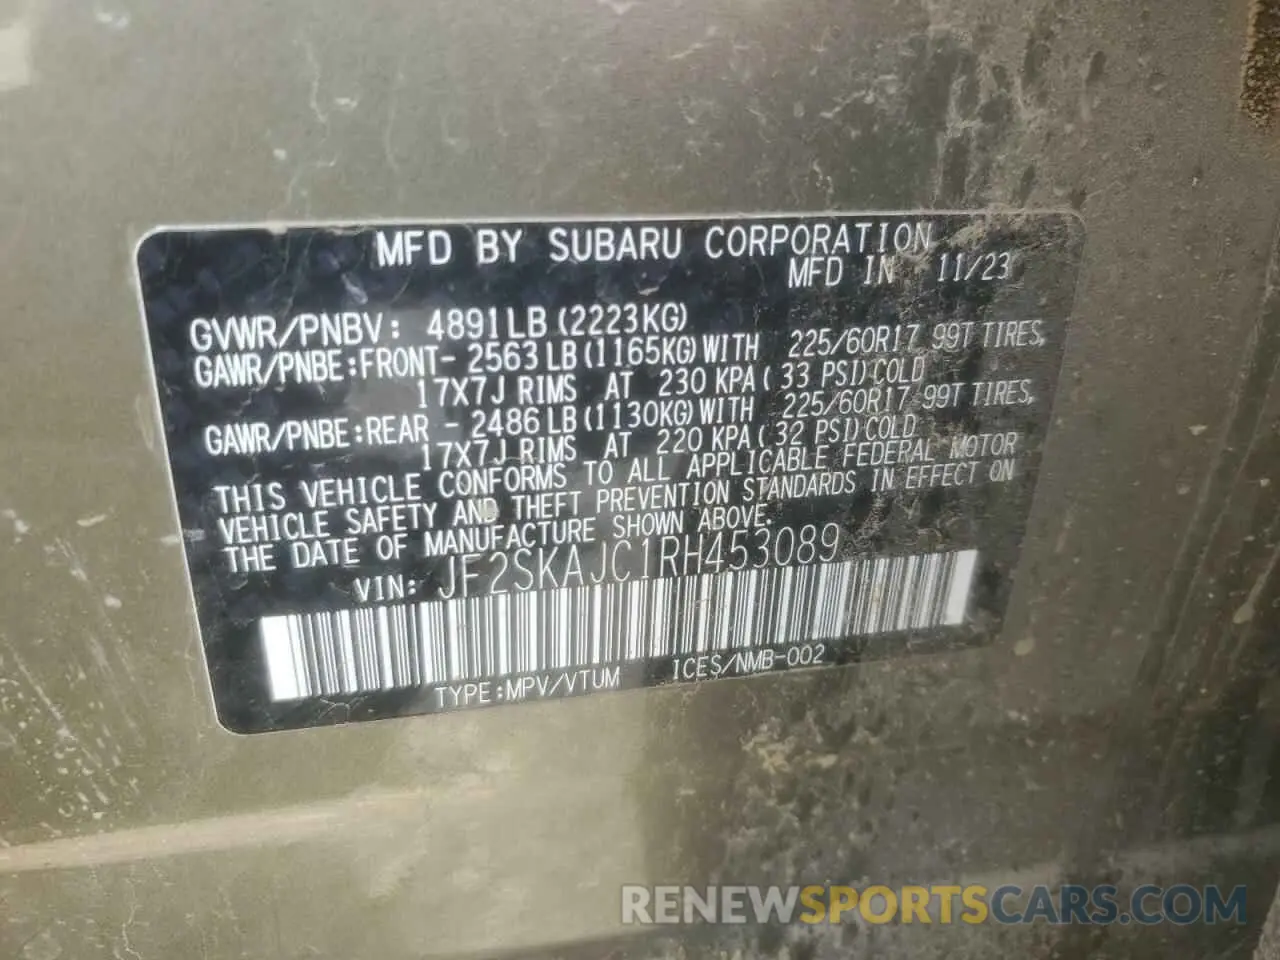 MFD BY SUBARU CORPORATION
MFD IN 11/23
GVWR/PNBV: 4891LB(2223KG)
GAWR/PNBE:FRONT- 2563LB(1165KG)WITH 225/60R17 99T TIRES,
17X7J RIMS AT 230 KPA( 33 PSI)COLD
GAWR/PNBE:REAR - 2486LB(1130KG)WITH 225/60R17 99T TIRES,
17X7J RIMS AT 220 KPA( 32 PSI)COLD
THIS VEHICLE CONFORMS TO ALL APPLICABLE FEDERAL MOTOR
VEHICLE SAFETY AND THEFT PREVENTION STANDARDS IN EFFECT ON
THE DATE OF MANUFACTURE SHOWN ABOVE.
VIN: JF2SKAJC1RH453089
TYPE:MPV/VTUM ICES/NMB-002
RENEWSPORTSCARS.COM